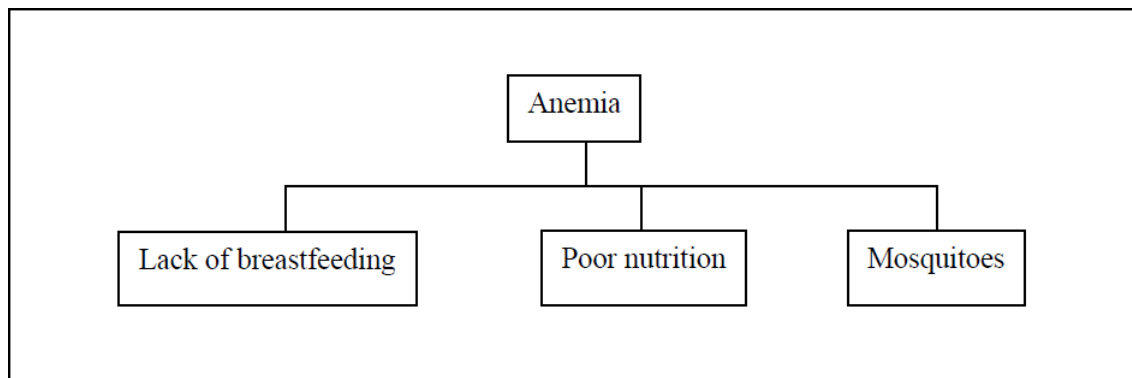 Anemia
Lack of breastfeeding
Poor nutrition
Mosquitoes